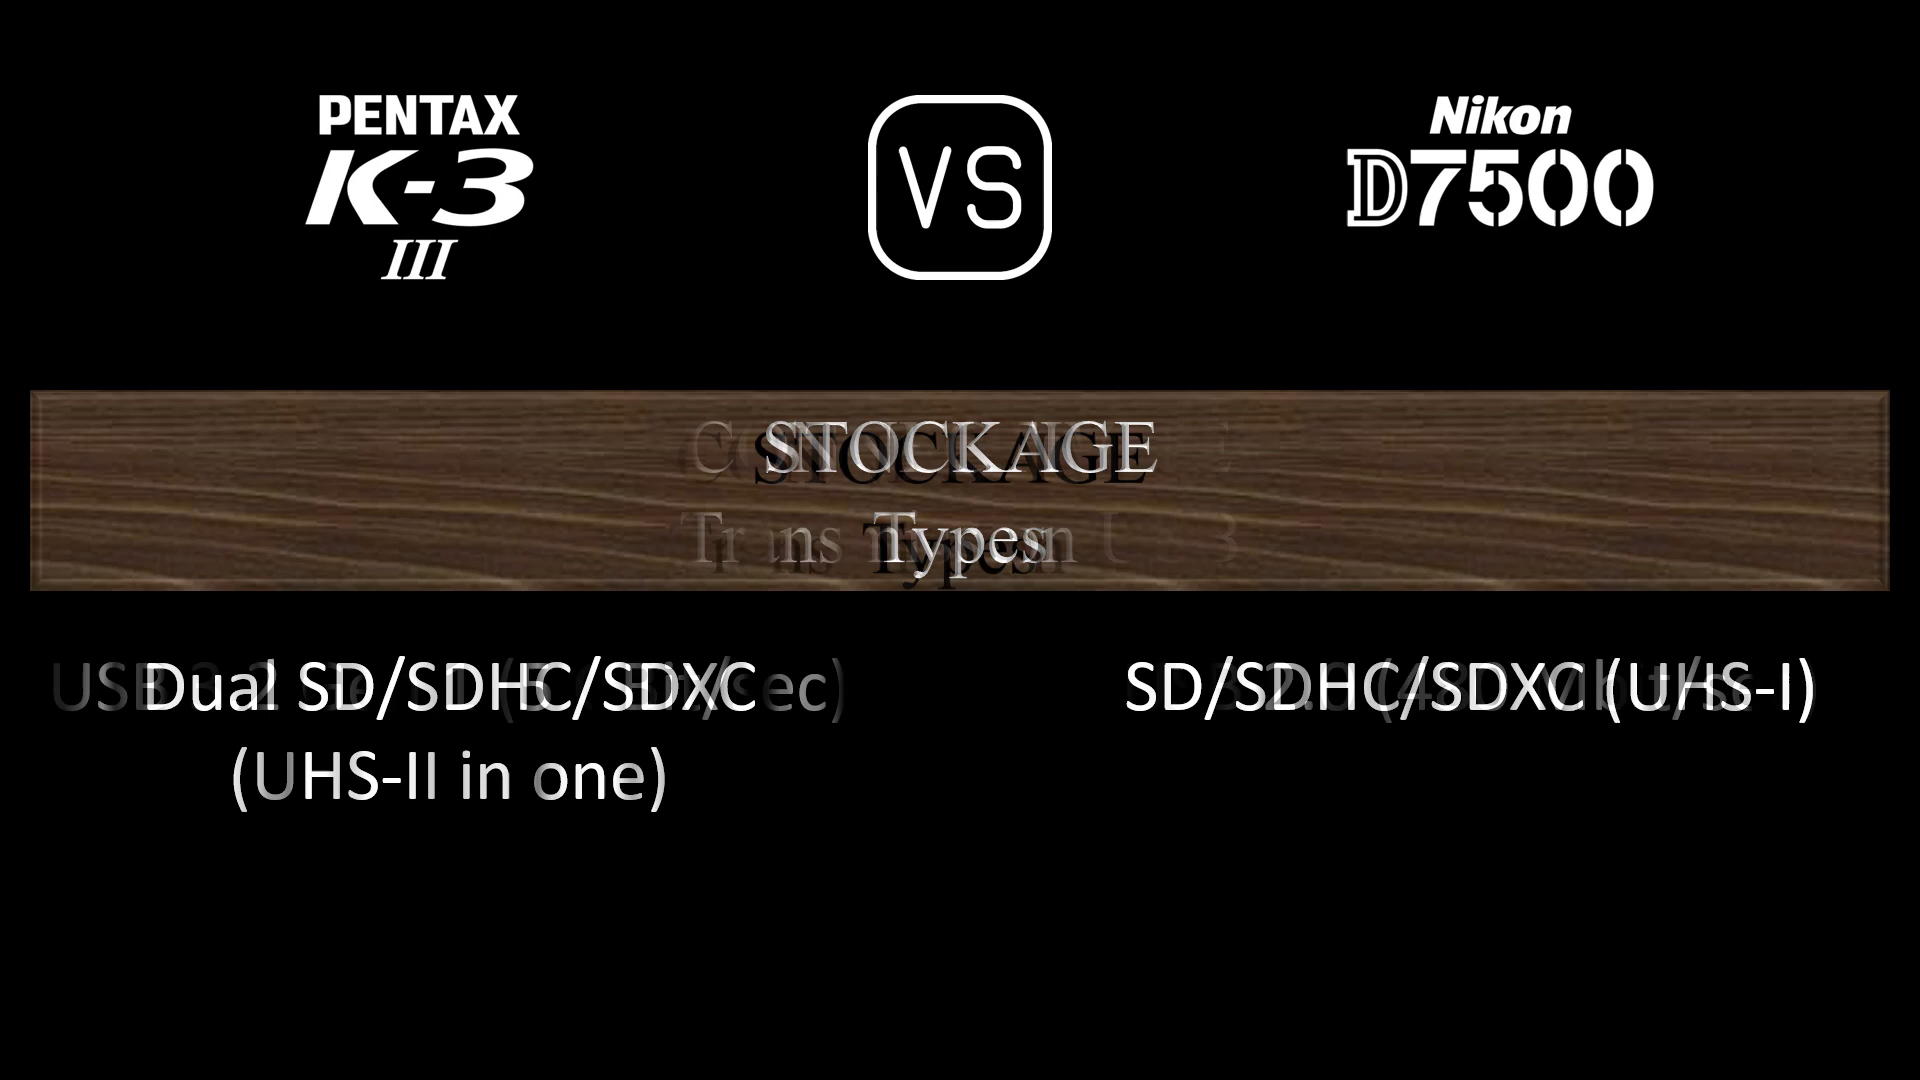 PENTAX
K-3
III
VS
Nikon
D7500
STOCKAGE
Types
Dual SD/SDHC/SDXC
(UHS-II in one)
SD/SDHC/SDXC (UHS-I)